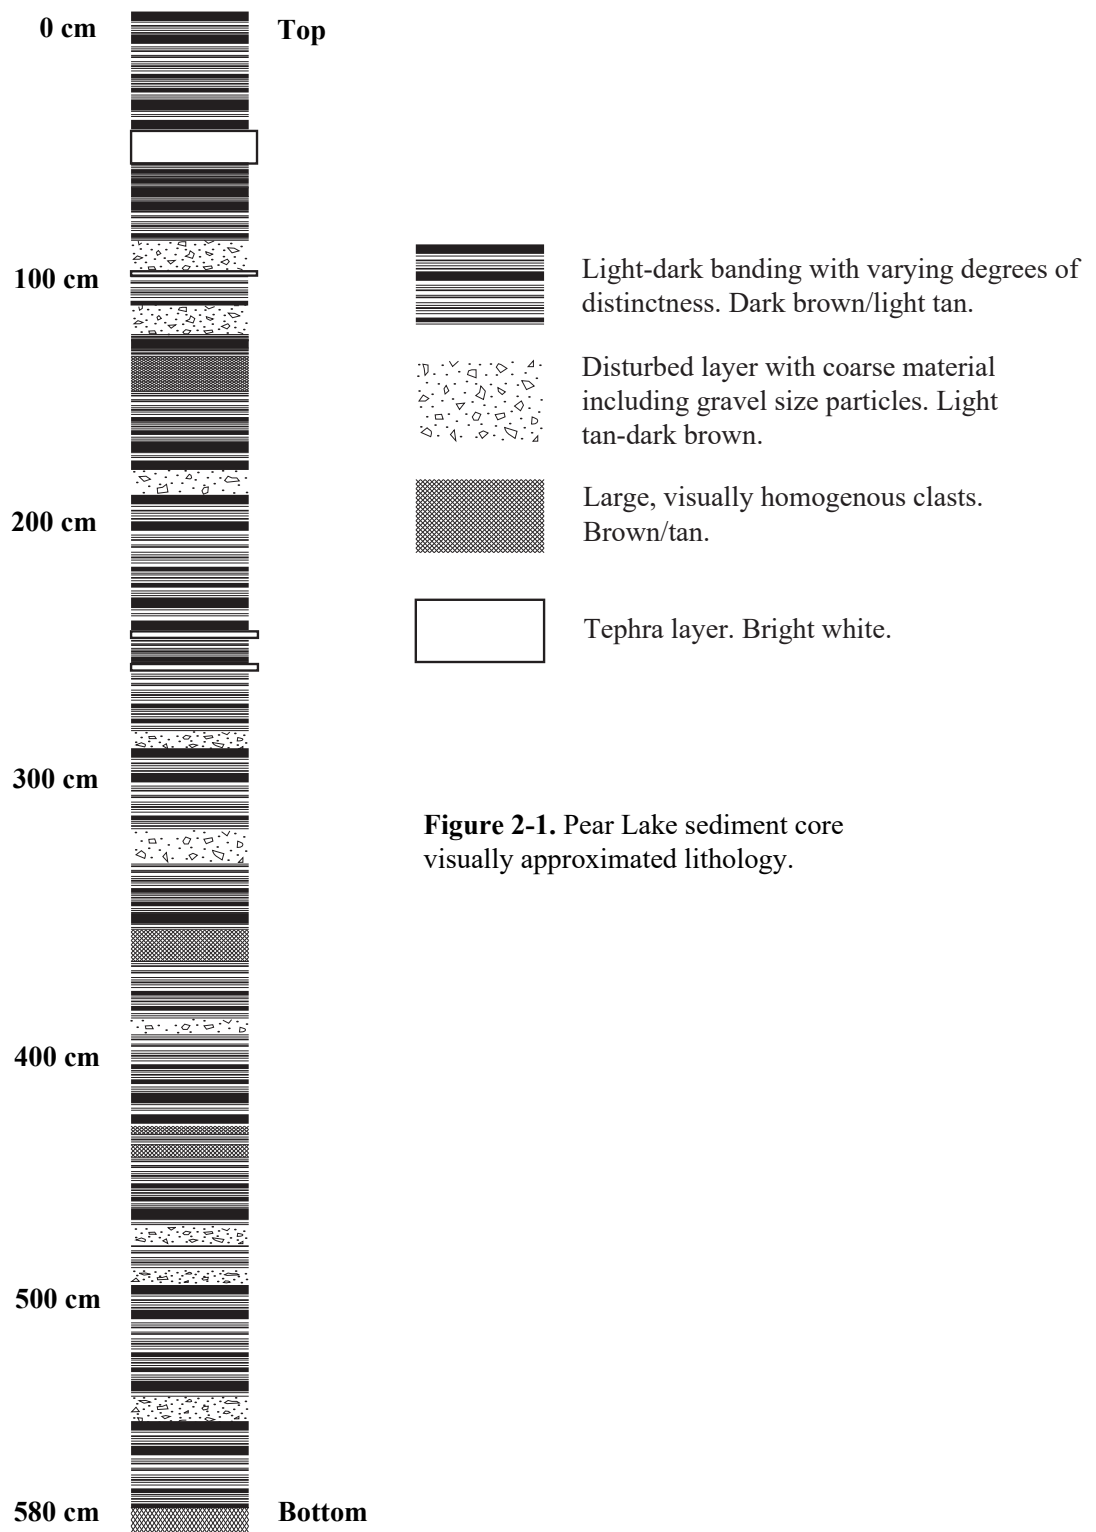 0 cm
Top
100 cm
Light-dark banding with varying degrees of
distinctness. Dark brown/light tan.
Disturbed layer with coarse material
including gravel size particles. Light
tan-dark brown.
Large, visually homogenous clasts.
Brown/tan.
200 cm
Tephra layer. Bright white.
300 cm
Figure 2-1. Pear Lake sediment core
visually approximated lithology.
400 cm
500 cm
580 cm
Bottom